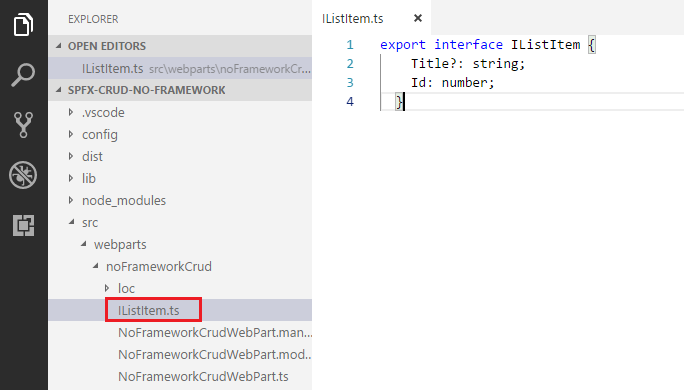 EXPLORER
OPEN EDITORS
IListItem.ts src\webparts\noFrameworkCr...
SPFX-CRUD-NO-FRAMEWORK
.vscode
config
dist
lib
node_modules
src
webparts
noFrameworkCrud
loc
IListItem.ts
NoFrameworkCrudWebPart.man...
NoFrameworkCrudWebPart.mod...
NoFrameworkCrudWebPart.ts
IListItem.ts
1 export interface IListItem {
2 Title?: string;
3 Id: number;
4 }